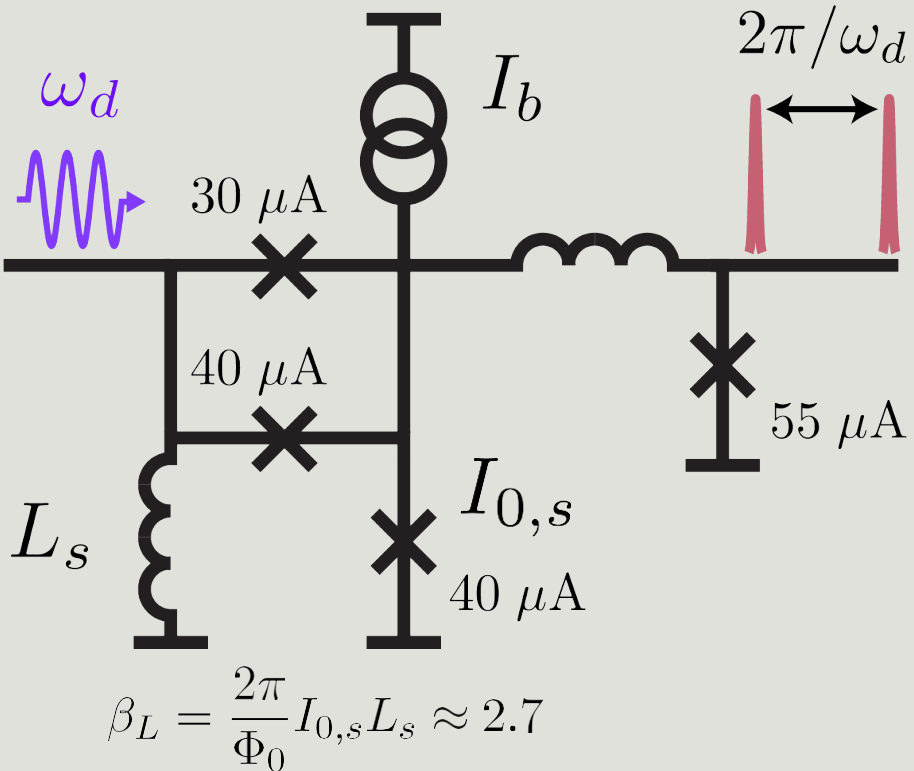 2π/ω_d
ω_d
I_b
30 μA
40 μA
55 μA
I_{0,s}
L_s
40 μA
β_L = \frac{2π}{Φ_0} I_{0,s} L_s ≈ 2.7